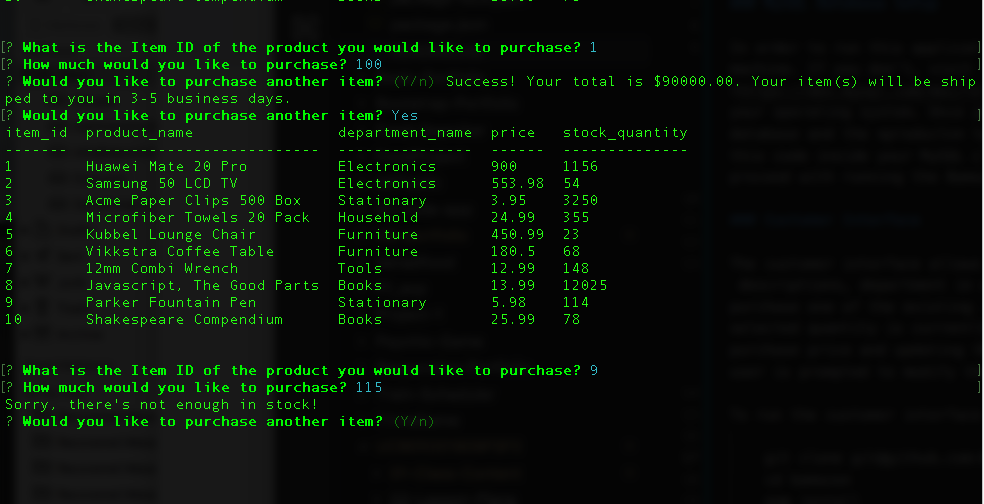 [? What is the Item ID of the product you would like to purchase? 1 ]
[? How much would you like to purchase? 100 ]
? Would you like to purchase another item? (Y/n) Success! Your total is $90000.00. Your item(s) will be ship
ped to you in 3-5 business days.
[? Would you like to purchase another item? Yes ]
item_id product_name department_name price stock_quantity
------- -------------------------- --------------- ------ --------------
1 Huawei Mate 20 Pro Electronics 900 1156
2 Samsung 50 LCD TV Electronics 553.98 54
3 Acme Paper Clips 500 Box Stationary 3.95 3250
4 Microfiber Towels 20 Pack Household 24.99 355
5 Kubbel Lounge Chair Furniture 450.99 23
6 Vikkstra Coffee Table Furniture 180.5 68
7 12mm Combi Wrench Tools 12.99 148
8 Javascript, The Good Parts Books 13.99 12025
9 Parker Fountain Pen Stationary 5.98 114
10 Shakespeare Compendium Books 25.99 78
[? What is the Item ID of the product you would like to purchase? 9 ]
[? How much would you like to purchase? 115 ]
Sorry, there's not enough in stock!
? Would you like to purchase another item? (Y/n)